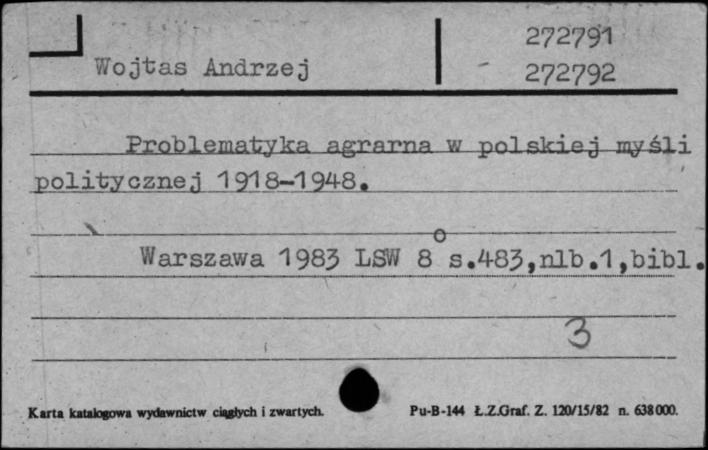 272791
Wojtas Andrzej 272792
Problematyka agrarna w polskiej myśli
politycznej 1918-1948.
Warszawa 1983 LSW 8° s.483,nlb.1,bibl.
3
Karta katalogowa wydawnictw ciągłych i zwartych. Pu-B-144 Ł.Z.Graf. Z. 120/15/82 n. 638000.